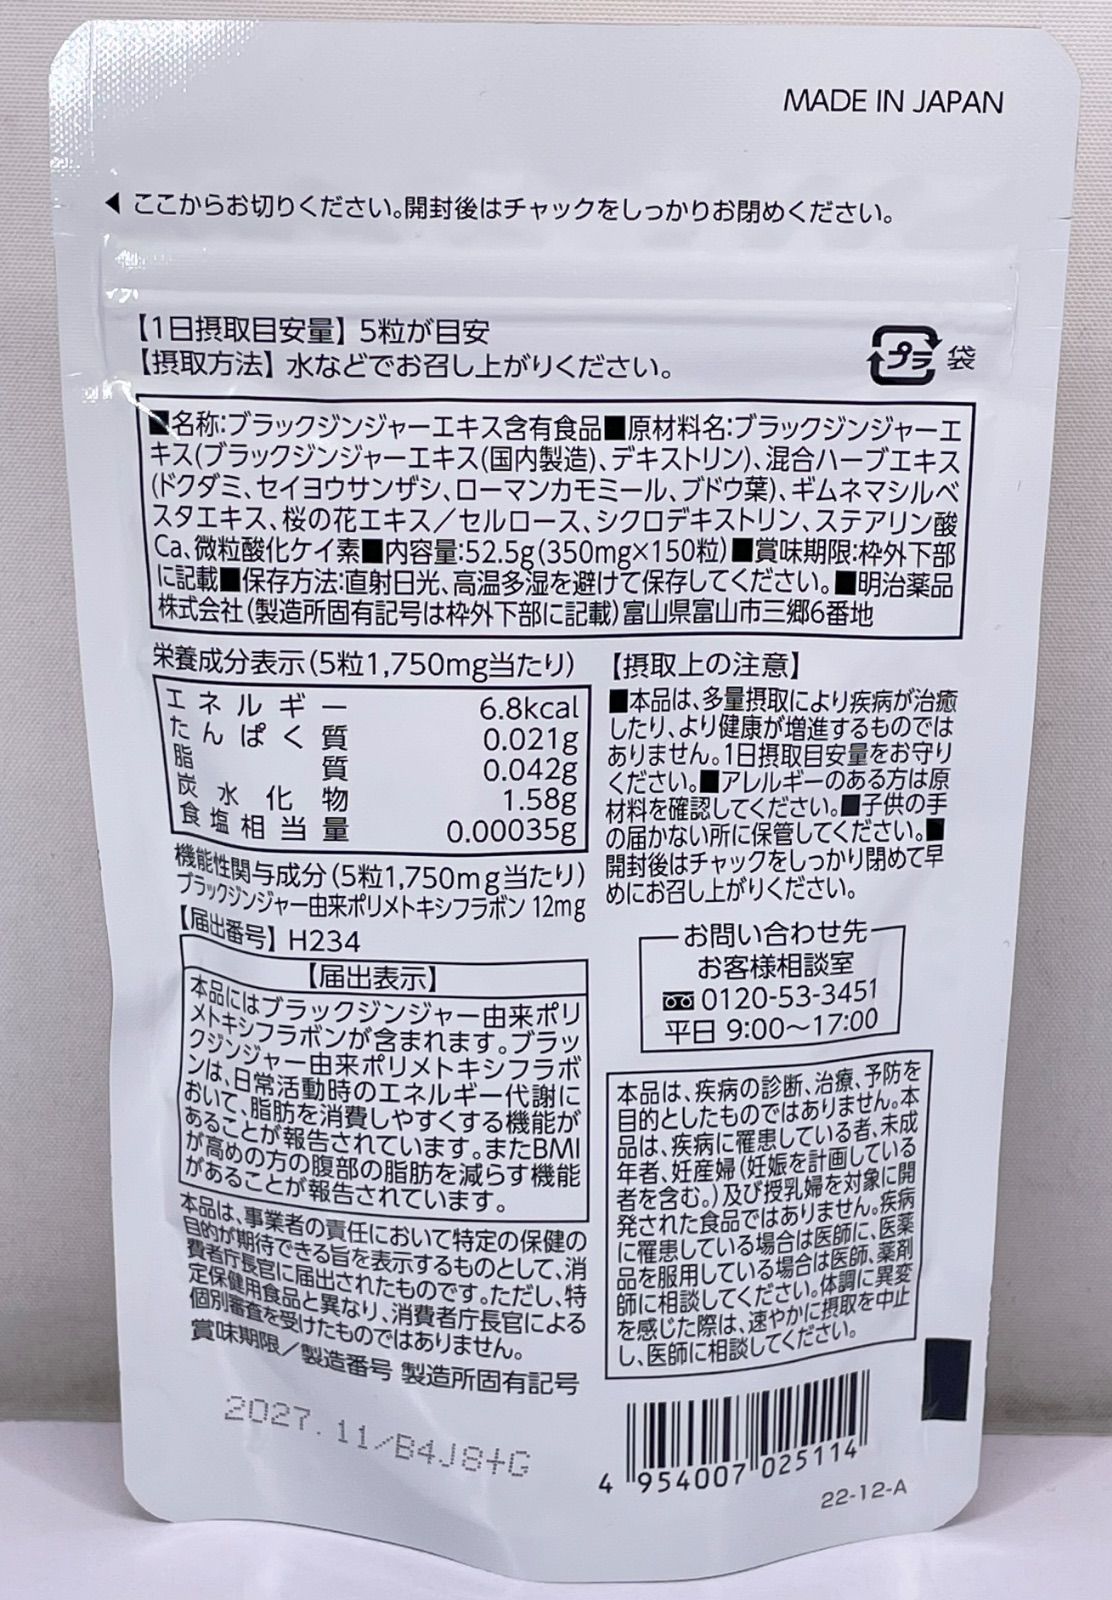 MADE IN JAPAN
ここからお切りください。開封後はチャックをしっかりお閉めください。
【1日摂取目安量】 5粒が目安
【摂取方法】 水などでお召し上がりください。
プラ 袋
■名称:ブラックジンジャーエキス含有食品■原材料名:ブラックジンジャーエ
キス(ブラックジンジャーエキス(国内製造)、デキストリン)、混合ハーブエキス
(ドクダミ、セイヨウサンザシ、ローマンカモミール、ブドウ葉)、ギムネマシルベ
スタエキス、桜の花エキス/セルロース、シクロデキストリン、ステアリン酸
Ca、微粒酸化ケイ素■内容量:52.5g(350mg×150粒)■賞味期限:枠外下部
に記載■保存方法:直射日光、高温多湿を避けて保存してください。■明治薬品
株式会社(製造所固有記号は枠外下部に記載)富山県富山市三郷6番地
栄養成分表示(5粒1,750mg当たり)
エネルギー 6.8kcal
たんぱく質 0.021g
脂質 0.042g
炭水化物 1.58g
食塩相当量 0.00035g
機能性関与成分(5粒1,750mg当たり)
ブラックジンジャー由来ポリメトキシフラボン 12mg
【届出番号】 H234
【届出表示】
本品にはブラックジンジャー由来ポリ
メトキシフラボンが含まれます。ブラッ
クジンジャー由来ポリメトキシフラボ
ンは、日常活動時のエネルギー代謝に
おいて、脂肪を消費しやすくする機能が
あることが報告されています。またBMI
が高めの方の腹部の脂肪を減らす機能
があることが報告されています。
本品は、事業者の責任において特定の保健の
目的が期待できる旨を表示するものとして、消
費者庁長官に届出されたものです。ただし、特
定保健用食品と異なり、消費者庁長官による
個別審査を受けたものではありません。
賞味期限/製造番号 製造所固有記号
2027.11/B4J8+G
【摂取上の注意】
■本品は、多量摂取により疾病が治癒
したり、より健康が増進するものでは
ありません。1日摂取目安量をお守り
ください。■アレルギーのある方は原
材料を確認してください。■子供の手
の届かない所に保管してください。■
開封後はチャックをしっかり閉めて早
めにお召し上がりください。
お問い合わせ先
お客様相談室
0120-53-3451
平日 9:00〜17:00
本品は、疾病の診断、治療、予防を
目的としたものではありません。本
品は、疾病に罹患している者、未成
年者、妊産婦(妊娠を計画している
者を含む。)及び授乳婦を対象に開
発された食品ではありません。疾病
に罹患している場合は医師に、医薬
品を服用している場合は医師、薬剤
師に相談してください。体調に異変
を感じた際は、速やかに摂取を中止
し、医師に相談してください。
4 954007 025114
22-12-A